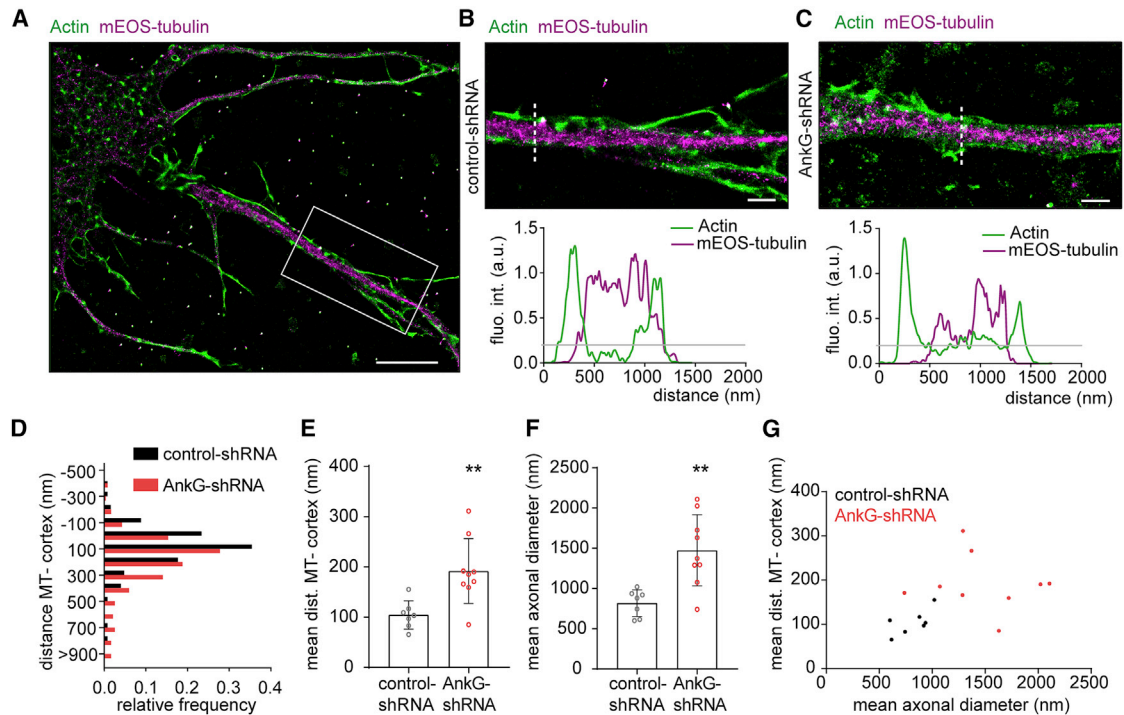 A
Actin mEOS-tubulin
B
Actin mEOS-tubulin
control-shRNA
C
Actin mEOS-tubulin
AnkG-shRNA
Actin
mEOS-tubulin
fluo. int. (a.u.)
1.5
1.0
0.5
0.0
0 500 1000 1500 2000
distance (nm)
Actin
mEOS-tubulin
fluo. int. (a.u.)
1.5
1.0
0.5
0.0
0 500 1000 1500 2000
distance (nm)
D
control-shRNA
AnkG-shRNA
distance MT- cortex (nm)
-500
-300
-100
100
300
500
700
>900
0.0 0.1 0.2 0.3 0.4
relative frequency
E
mean dist. MT- cortex (nm)
400
300
200
100
0
**
control-shRNA
AnkG-shRNA
F
mean axonal diameter (nm)
2500
2000
1500
1000
500
0
**
control-shRNA
AnkG-shRNA
G
control-shRNA
AnkG-shRNA
mean dist. MT- cortex (nm)
400
300
200
100
0
0 500 1000 1500 2000 2500
mean axonal diameter (nm)